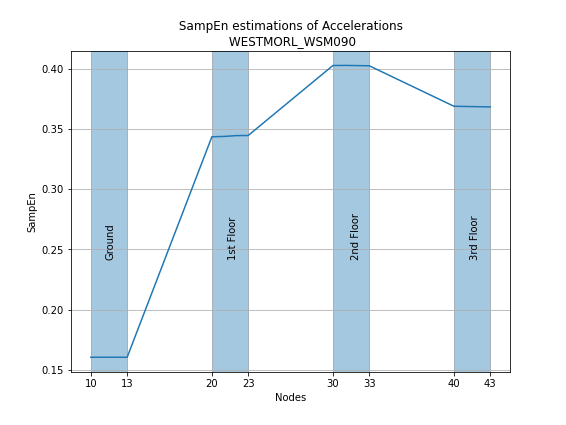 SampEn estimations of Accelerations
WESTMORL_WSM090
0.40
0.35
0.30
0.25
0.20
0.15
SampEn
Ground
1st Floor
2nd Floor
3rd Floor
10 13 20 23 30 33 40 43
Nodes